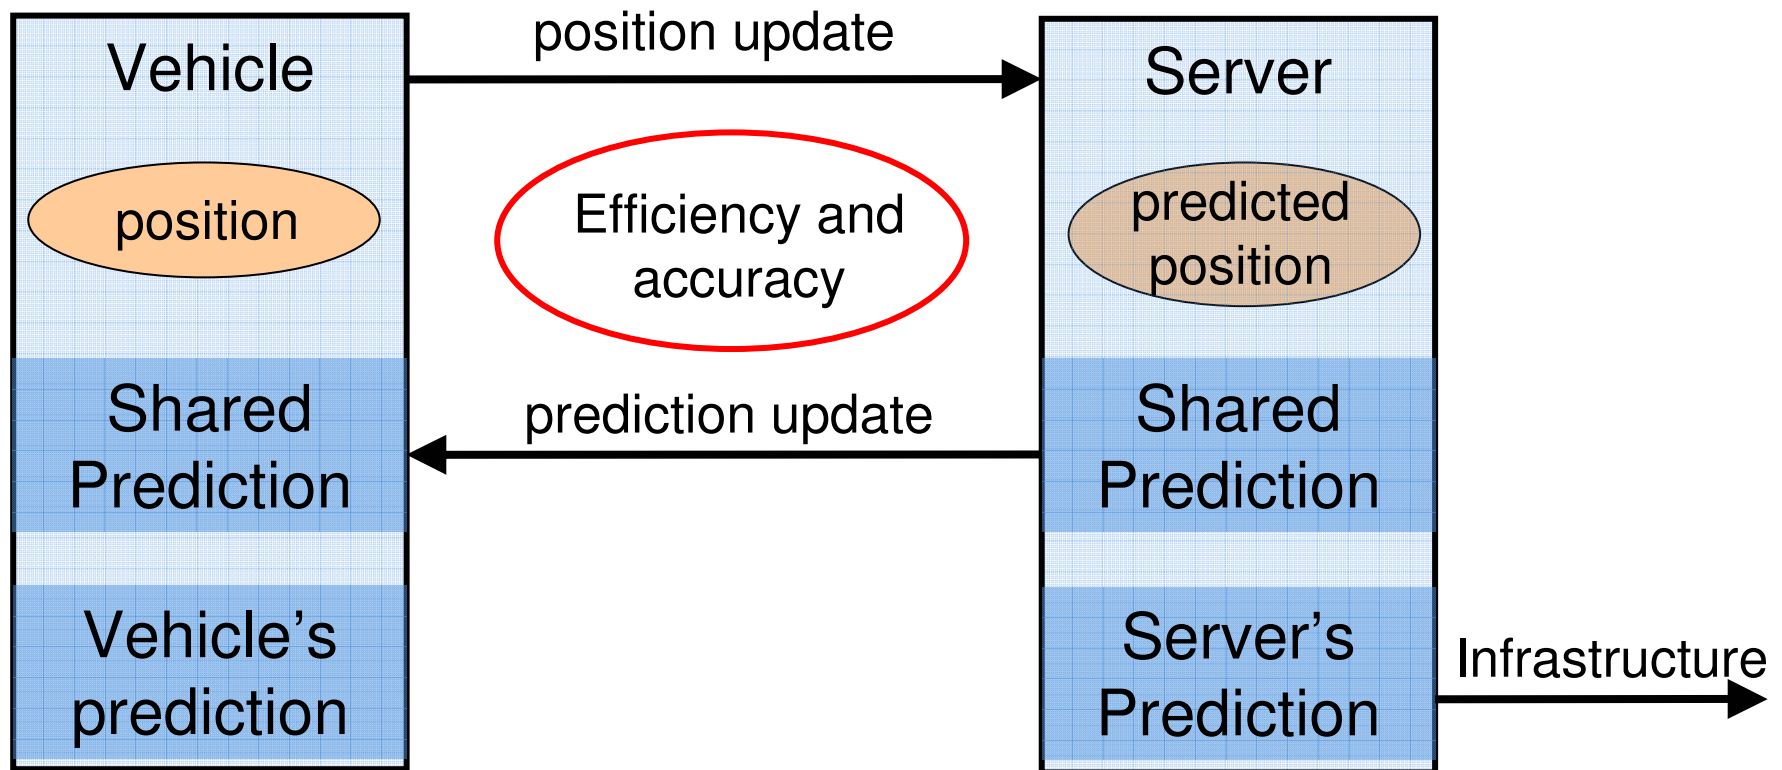 Vehicle
position update
Server
position
Efficiency and
accuracy
predicted
position
Shared
Prediction
prediction update
Shared
Prediction
Vehicle’s
prediction
Server’s
Prediction
Infrastructure